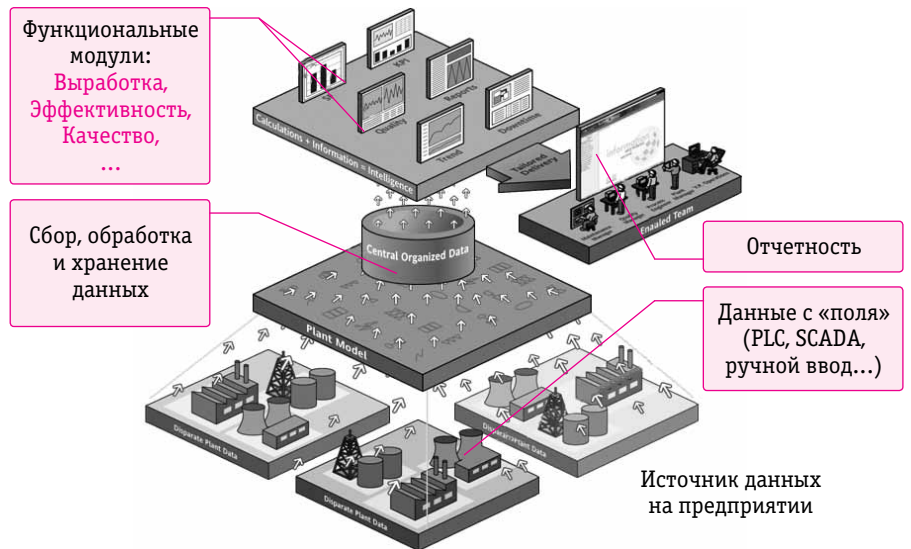 Функциональные
модули:
Выработка,
Эффективность,
Качество,
...
KPI
Quality
Reports
Trend
Downtime
Calculations + Information = Intelligence
Tailored
Delivery
Enauled Team
Сбор, обработка
и хранение
данных
Central Organized Data
Plant Model
Отчетность
Данные с «поля»
(PLC, SCADA,
ручной ввод...)
Disparate Plant Data
Disparate Plant Data
Источник данных
на предприятии